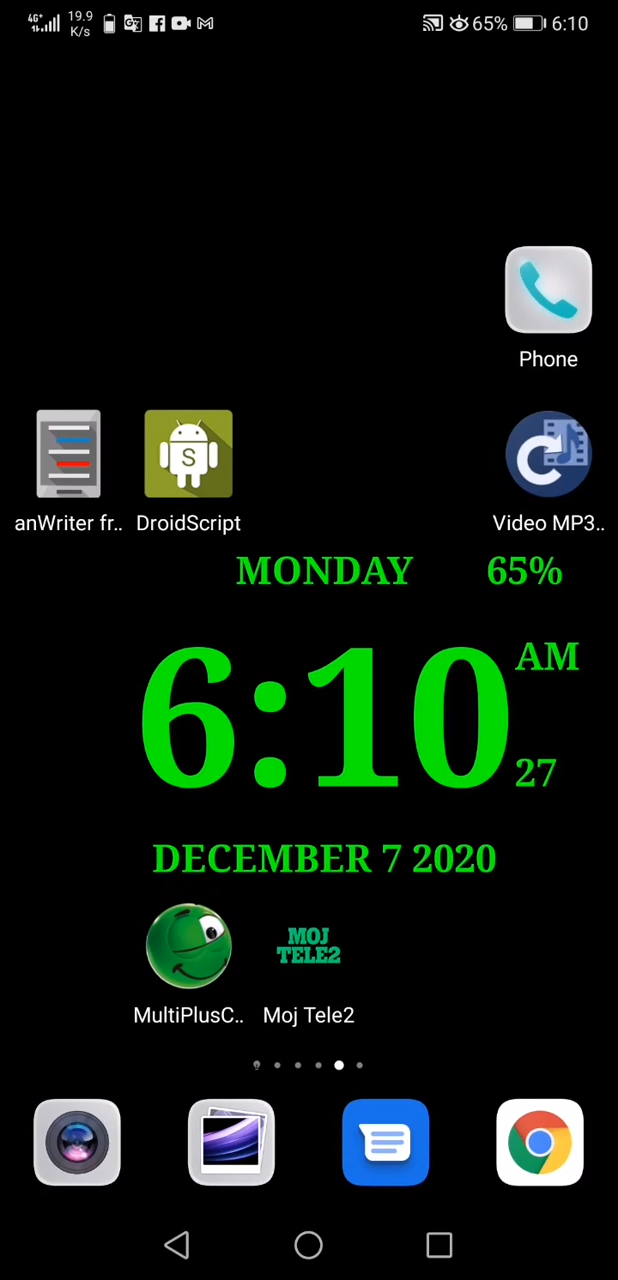 4G+ 19.9 K/s 65% 6:10
Phone
S
anWriter fr.. DroidScript Video MP3..
MONDAY 65%
6:10 AM
27
DECEMBER 7 2020
MOJ
TELE2
MultiPlusC.. Moj Tele2